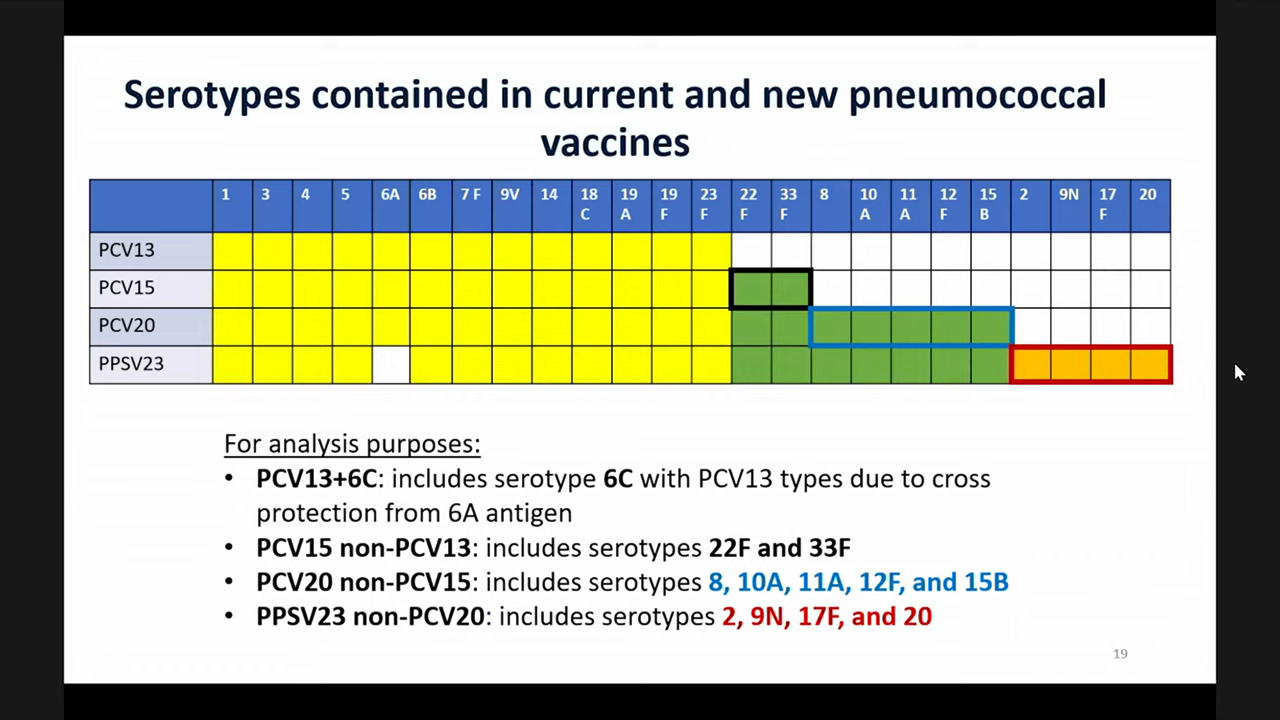 Serotypes contained in current and new pneumococcal
vaccines
1 3 4 5 6A 6B 7 F 9V 14 18 C 19 A 19 F 23 F 22 F 33 F 8 10 A 11 A 12 F 15 B 2 9N 17 F 20
PCV13
PCV15
PCV20
PPSV23
For analysis purposes:
• PCV13+6C: includes serotype 6C with PCV13 types due to cross
protection from 6A antigen
• PCV15 non-PCV13: includes serotypes 22F and 33F
• PCV20 non-PCV15: includes serotypes 8, 10A, 11A, 12F, and 15B
• PPSV23 non-PCV20: includes serotypes 2, 9N, 17F, and 20
19